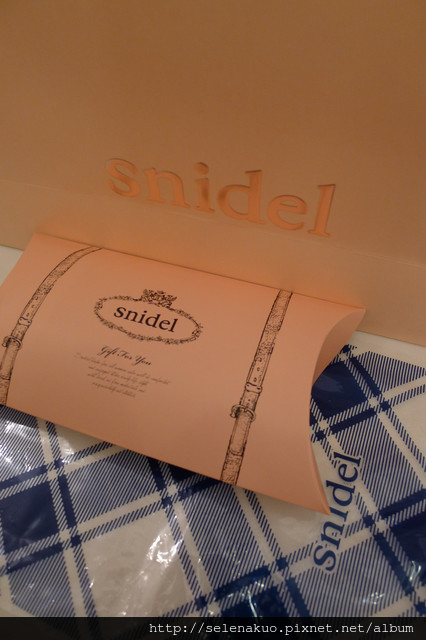 snidel
snidel
Gift For You
snidel
http://selenakuo.pixnet.net/album